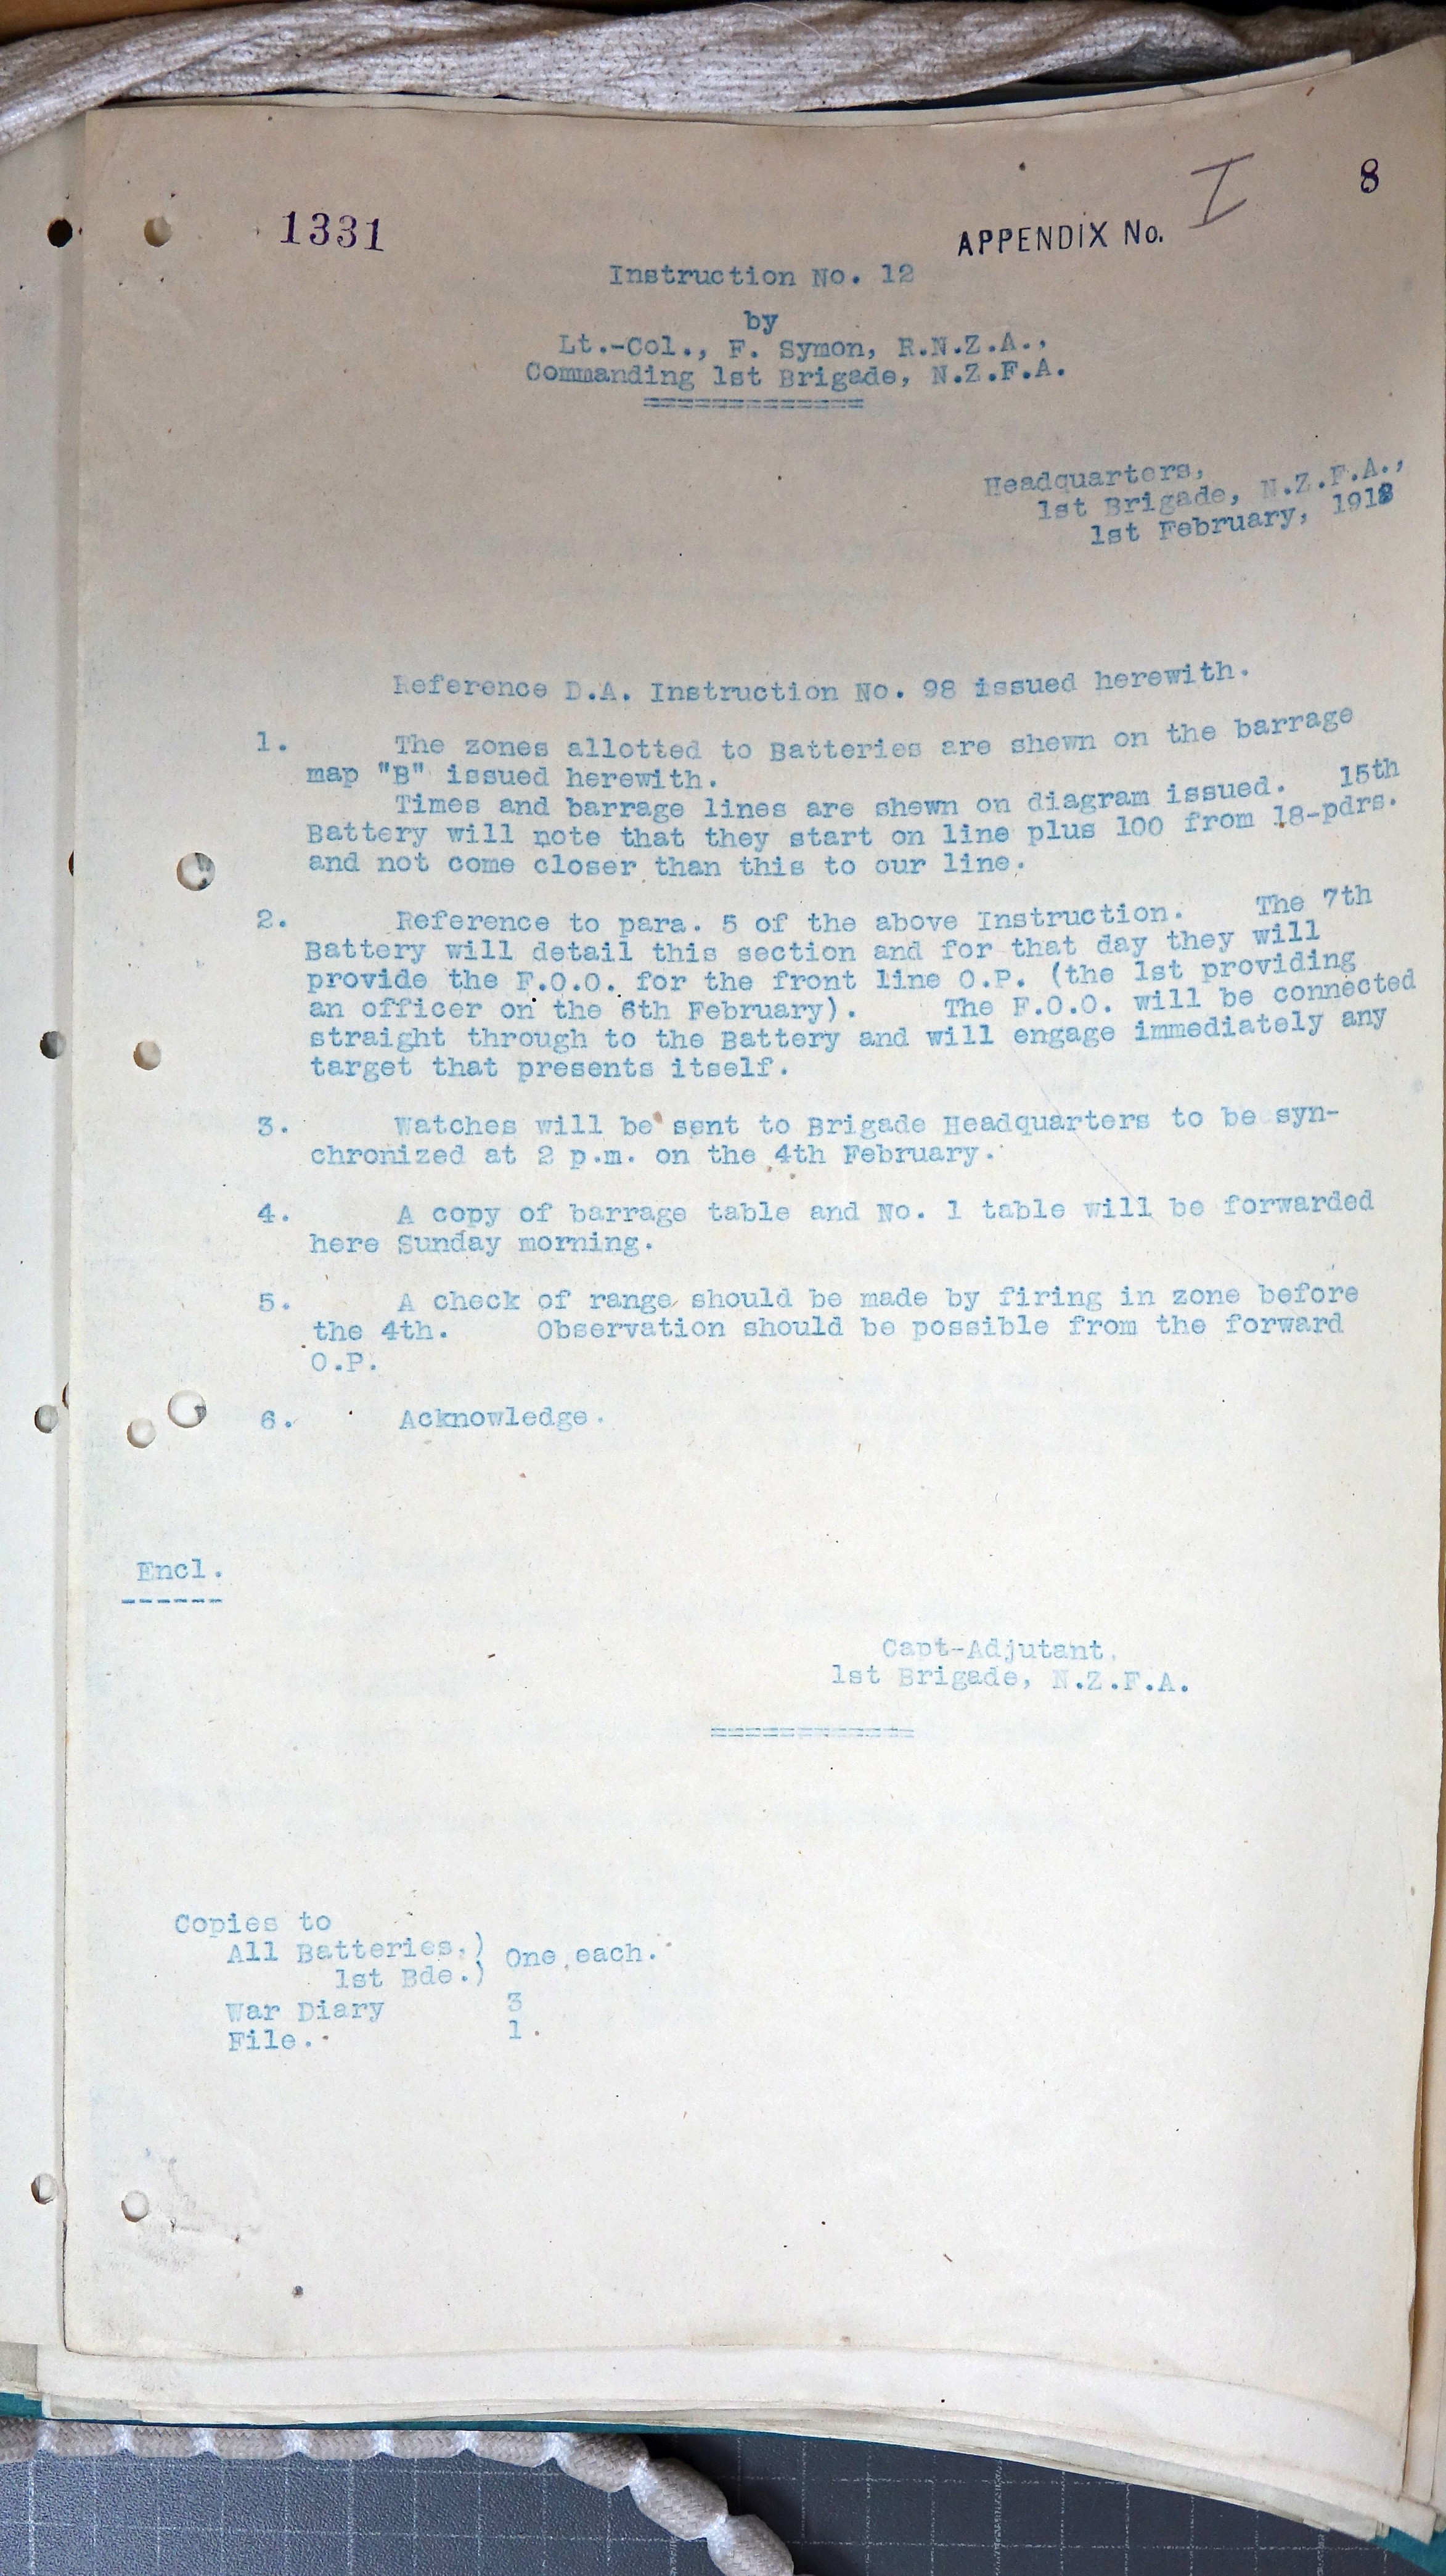 8
1331
APPENDIX No. I
Instruction No. 12
by
Lt.-Col., F. Symon, R.N.Z.A.,
Commanding 1st Brigade, N.Z.F.A.
Headquarters,
1st Brigade, N.Z.F.A.,
1st February, 1918
Reference D.A. Instruction No. 98 issued herewith.
1. The zones allotted to Batteries are shewn on the barrage
map "B" issued herewith.
Times and barrage lines are shewn on diagram issued. 15th
Battery will note that they start on line plus 100 from 18-pdrs.
and not come closer than this to our line.
2. Reference to para. 5 of the above Instruction. The 7th
Battery will detail this section and for that day they will
provide the F.O.O. for the front line O.P. (the 1st providing
an officer on the 6th February). The F.O.O. will be connected
straight through to the Battery and will engage immediately any
target that presents itself.
3. Watches will be sent to Brigade Headquarters to be syn-
chronized at 2 p.m. on the 4th February.
4. A copy of barrage table and No. 1 table will be forwarded
here Sunday morning.
5. A check of range should be made by firing in zone before
the 4th. Observation should be possible from the forward
O.P.
6. Acknowledge.
Encl.
Capt-Adjutant,
1st Brigade, N.Z.F.A.
Copies to
All Batteries,) One each.
1st Bde.)
War Diary 3
File. 1.